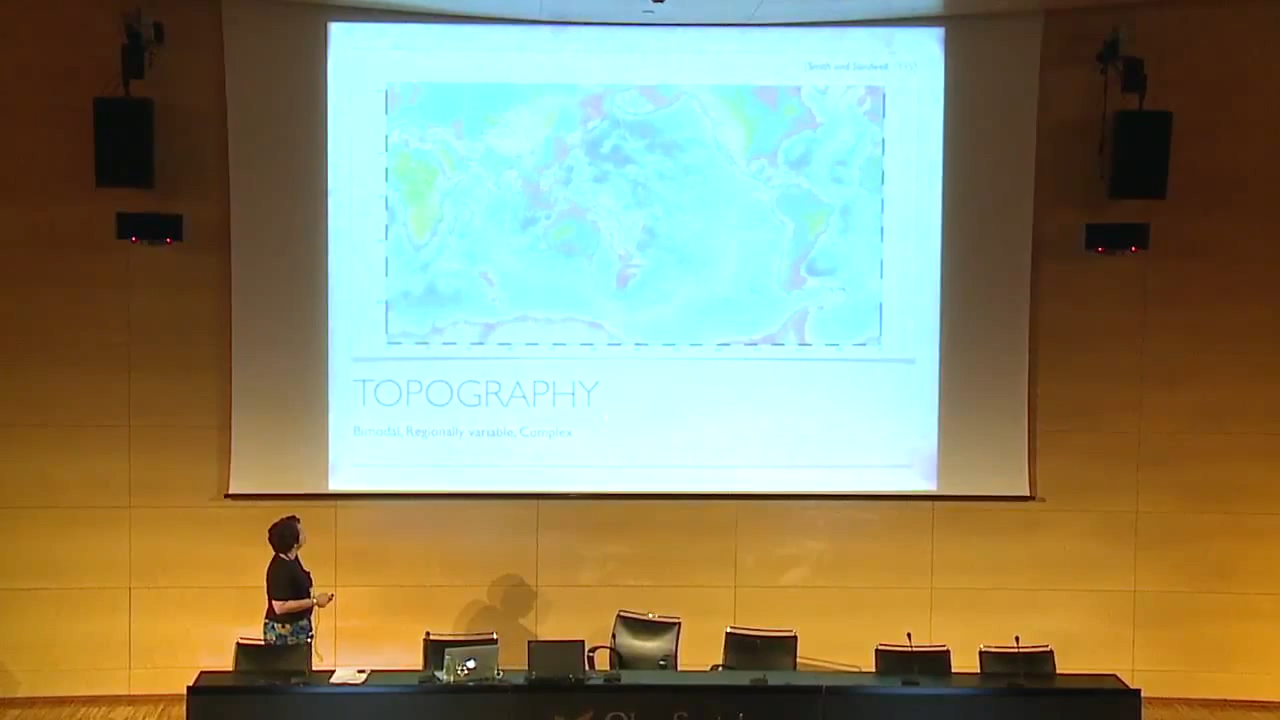 Smith and Sandwell
TOPOGRAPHY
Bimodal, Regionally variable, Complex